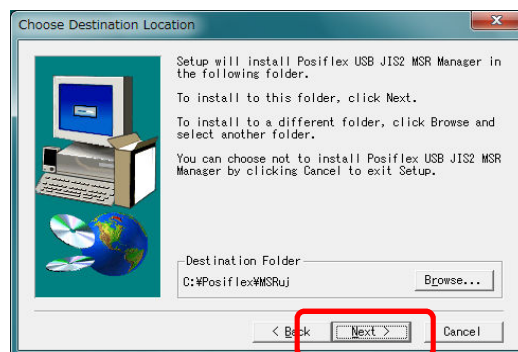 Choose Destination Location
Setup will install Posiflex USB JIS2 MSR Manager in
the following folder.
To install to this folder, click Next.
To install to a different folder, click Browse and
select another folder.
You can choose not to install Posiflex USB JIS2 MSR
Manager by clicking Cancel to exit Setup.
Destination Folder
C:¥Posiflex¥MSRuj
Browse...
< Back
Next >
Cancel